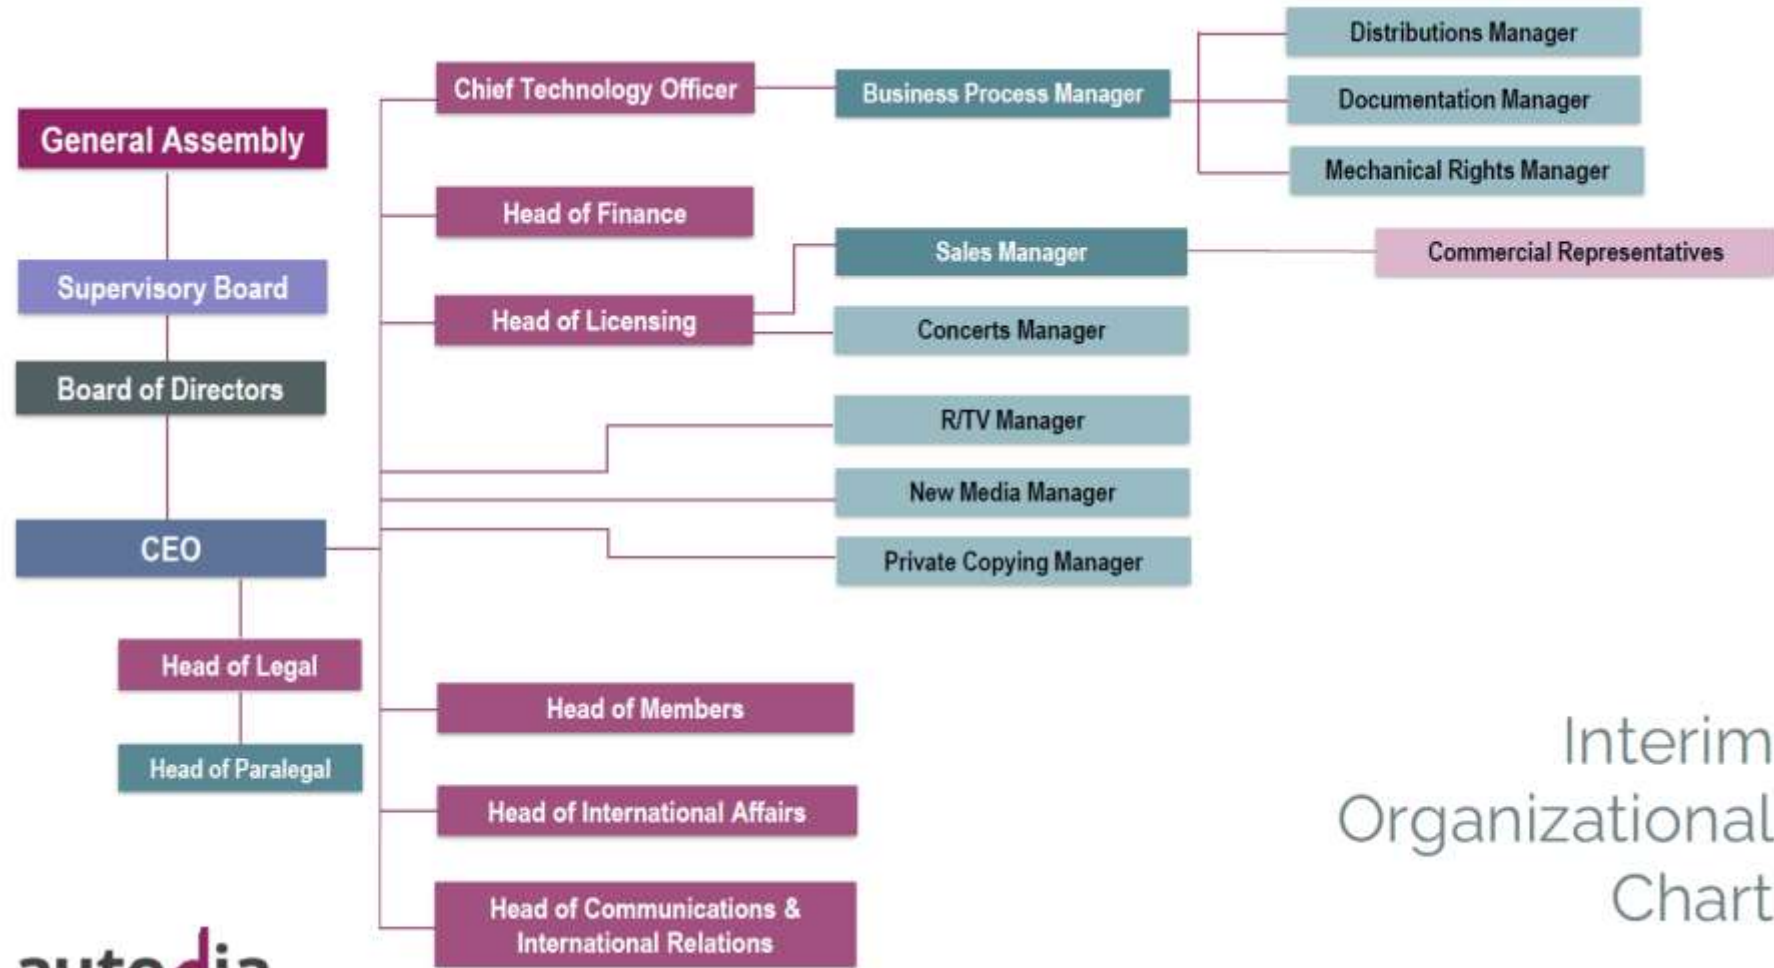 General Assembly
Supervisory Board
Board of Directors
CEO
Head of Legal
Head of Paralegal
Chief Technology Officer
Business Process Manager
Distributions Manager
Documentation Manager
Mechanical Rights Manager
Head of Finance
Head of Licensing
Sales Manager
Commercial Representatives
Concerts Manager
R/TV Manager
New Media Manager
Private Copying Manager
Head of Members
Head of International Affairs
Head of Communications &
International Relations
Interim
Organizational
Chart
autodia